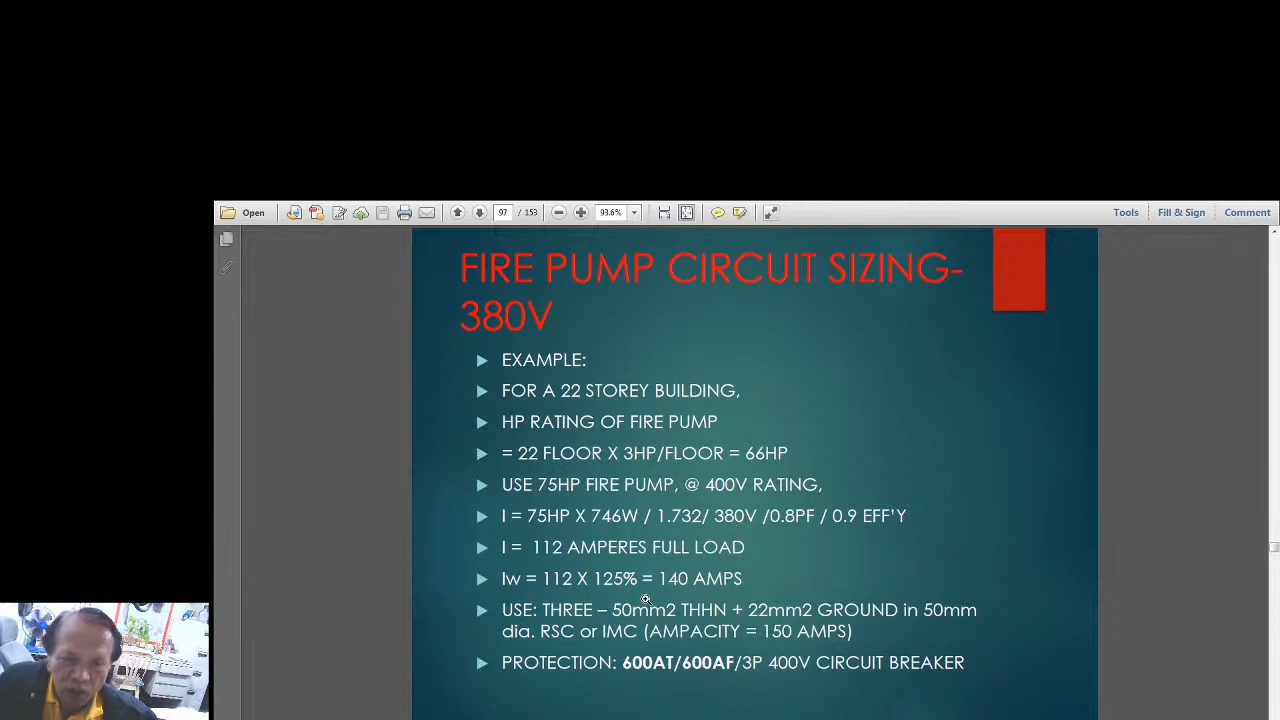 Open
97
/ 153
93.6%
Tools
Fill & Sign
Comment
FIRE PUMP CIRCUIT SIZING-
380V
EXAMPLE:
FOR A 22 STOREY BUILDING,
HP RATING OF FIRE PUMP
= 22 FLOOR X 3HP/FLOOR = 66HP
USE 75HP FIRE PUMP, @ 400V RATING,
I = 75HP X 746W / 1.732/ 380V /0.8PF / 0.9 EFF'Y
I = 112 AMPERES FULL LOAD
Iw = 112 X 125% = 140 AMPS
USE: THREE – 50mm2 THHN + 22mm2 GROUND in 50mm
dia. RSC or IMC (AMPACITY = 150 AMPS)
PROTECTION: 600AT/600AF/3P 400V CIRCUIT BREAKER